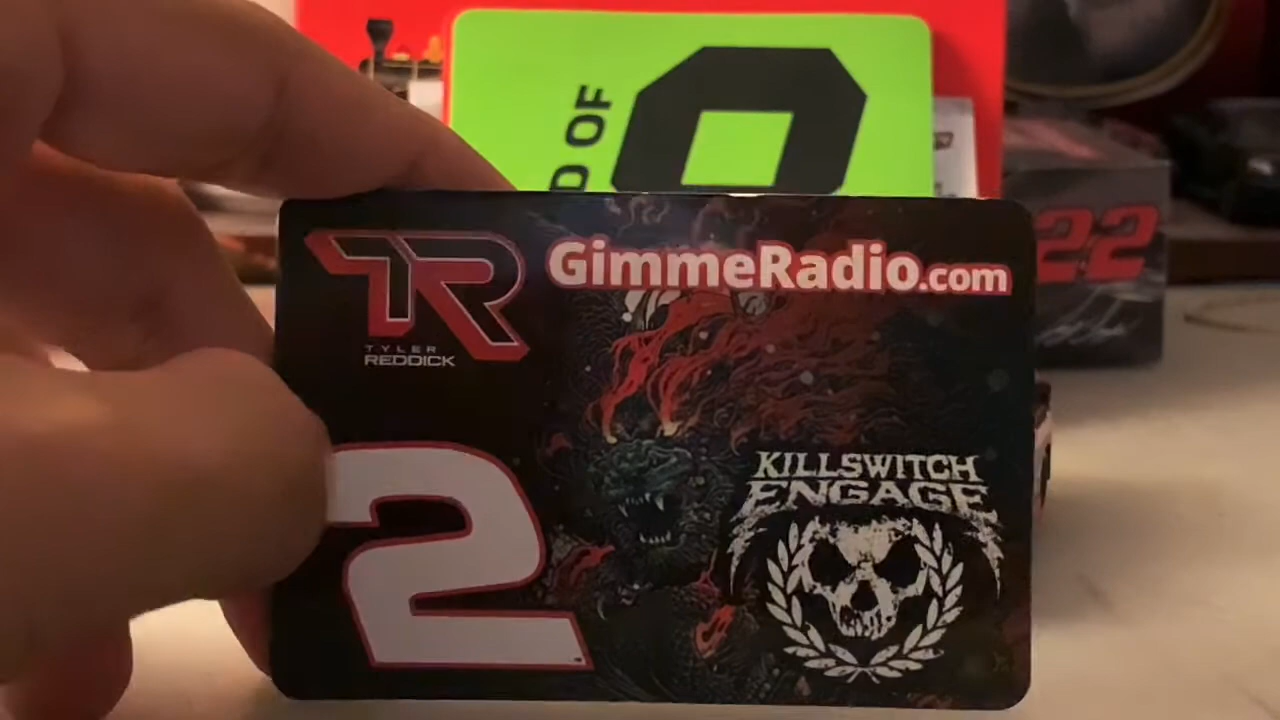 D OF
0
22
TR
TYLER
REDDICK
GimmeRadio.com
2
KILLSWITCH
ENGAGE